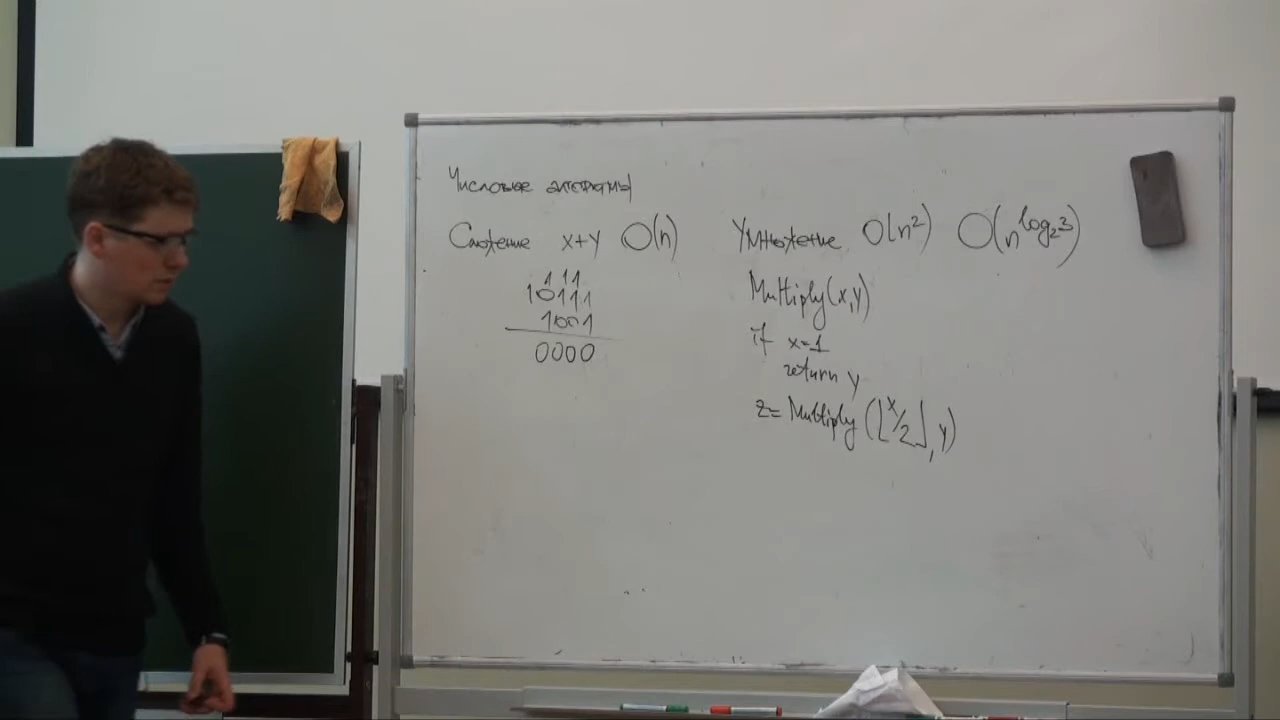 Числовые алгоритмы
Сложение x+y O(n)
111
10111
1001
0000
Умножение O(n²) O(n^log₂3)
Multiply(x,y)
if x=1
return y
z=Multiply(⌊x/2⌋,y)